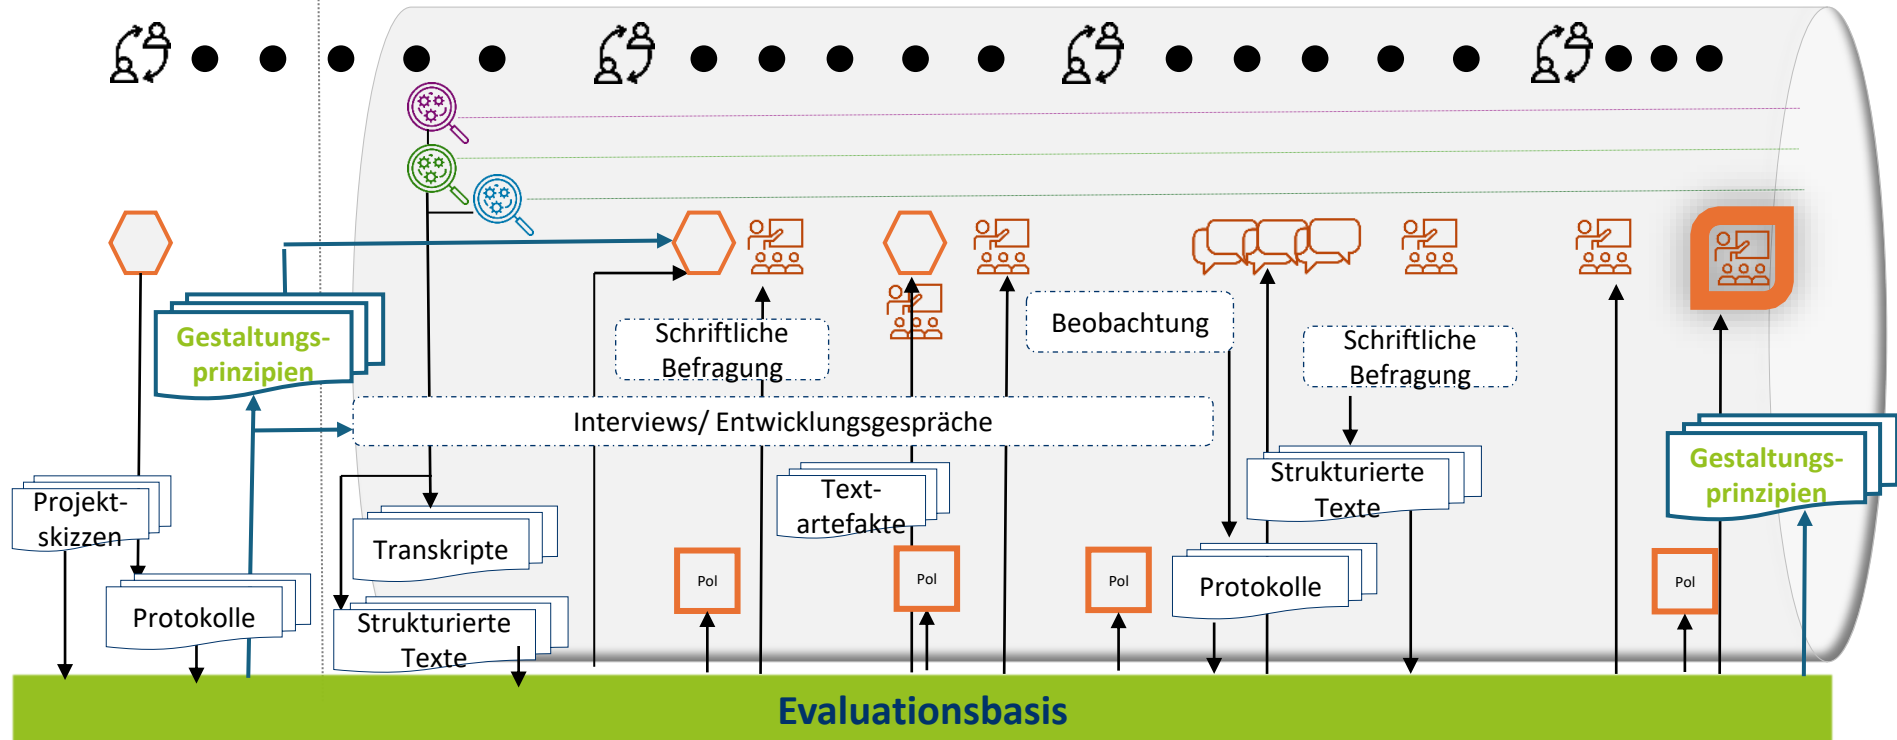 Gestaltungs-
prinzipien
Schriftliche
Befragung
Beobachtung
Schriftliche
Befragung
Interviews/ Entwicklungsgespräche
Projekt-
skizzen
Protokolle
Transkripte
Strukturierte
Texte
Text-
artefakte
Strukturierte
Texte
Gestaltungs-
prinzipien
Pol
Pol
Pol
Protokolle
Pol
Evaluationsbasis